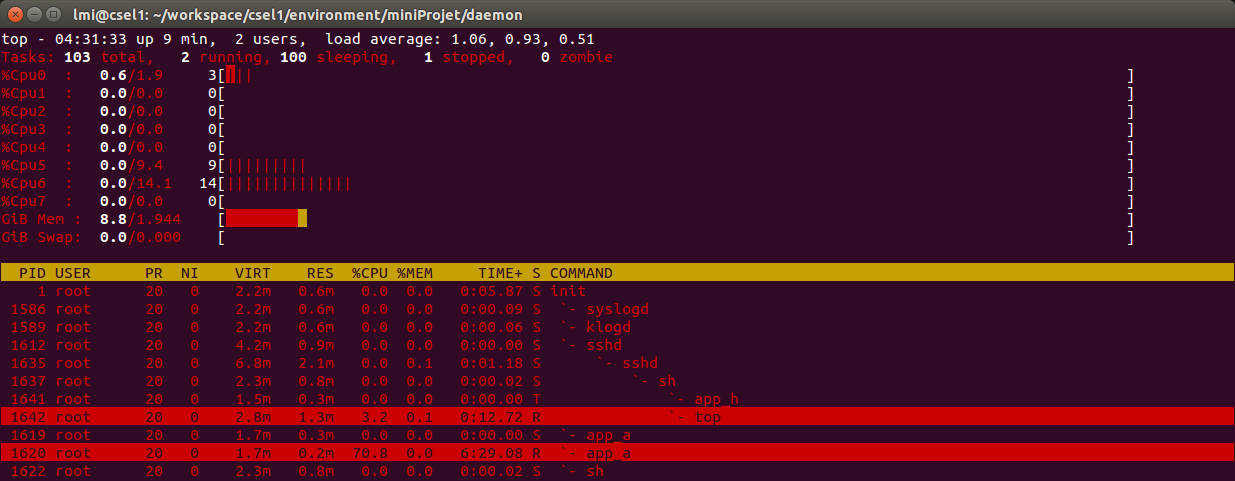 lmi@csel1: ~/workspace/csel1/environment/miniProjet/daemon
top - 04:31:33 up 9 min,  2 users,  load average: 1.06, 0.93, 0.51
Tasks: 103 total,   2 running, 100 sleeping,   1 stopped,   0 zombie
%Cpu0  :   0.6/1.9     3[|||                                                                                                 ]
%Cpu1  :   0.0/0.0     0[                                                                                                    ]
%Cpu2  :   0.0/0.0     0[                                                                                                    ]
%Cpu3  :   0.0/0.0     0[                                                                                                    ]
%Cpu4  :   0.0/0.0     0[                                                                                                    ]
%Cpu5  :   0.0/9.4     9[|||||||||                                                                                           ]
%Cpu6  :   0.0/14.1   14[||||||||||||||                                                                                      ]
%Cpu7  :   0.0/0.0     0[                                                                                                    ]
GiB Mem :  8.8/1.944    [                                                                                                    ]
GiB Swap:  0.0/0.000    [                                                                                                    ]
  PID USER      PR  NI    VIRT    RES  %CPU %MEM     TIME+ S COMMAND
    1 root      20   0    2.2m   0.6m   0.0  0.0   0:05.87 S init
 1586 root      20   0    2.2m   0.6m   0.0  0.0   0:00.09 S  `- syslogd
 1589 root      20   0    2.2m   0.6m   0.0  0.0   0:00.06 S  `- klogd
 1612 root      20   0    4.2m   0.9m   0.0  0.0   0:00.00 S  `- sshd
 1635 root      20   0    6.8m   2.1m   0.0  0.1   0:01.18 S      `- sshd
 1637 root      20   0    2.3m   0.8m   0.0  0.0   0:00.02 S          `- sh
 1641 root      20   0    1.5m   0.3m   0.0  0.0   0:00.00 T              `- app_h
 1642 root      20   0    2.8m   1.3m   3.2  0.1   0:12.72 R              `- top
 1619 root      20   0    1.7m   0.3m   0.0  0.0   0:00.00 S  `- app_a
 1620 root      20   0    1.7m   0.2m  70.8  0.0   6:29.08 R  `- app_a
 1622 root      20   0    2.3m   0.8m   0.0  0.0   0:00.02 S  `- sh